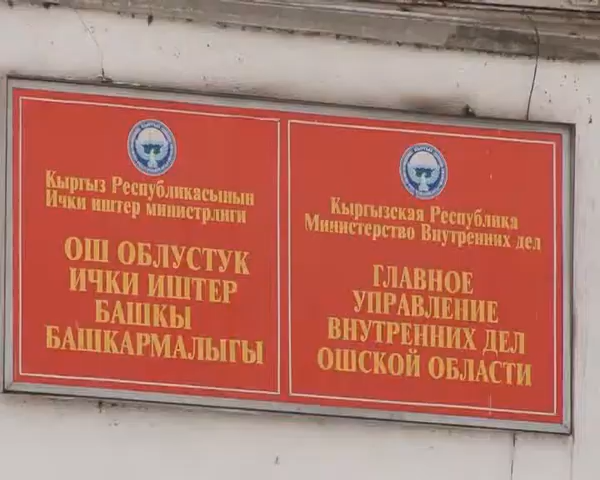 Кыргыз Республикасынын
Ички иштер министрлиги
ОШ ОБЛУСТУК
ИЧКИ ИШТЕР
БАШКЫ
БАШКАРМАЛЫГЫ
Кыргызская Республика
Министерство Внутренних дел
ГЛАВНОЕ
УПРАВЛЕНИЕ
ВНУТРЕННИХ ДЕЛ
ОШСКОЙ ОБЛАСТИ